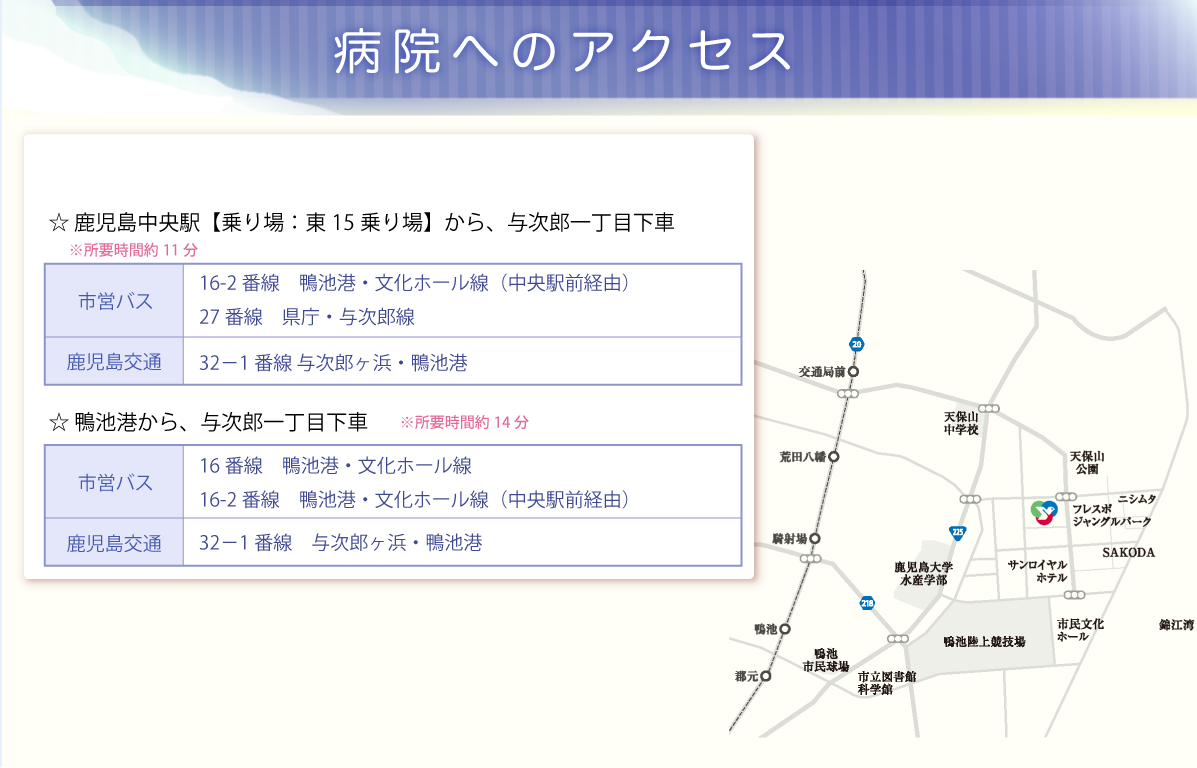 病院へのアクセス
☆ 鹿児島中央駅【乗り場：東 15 乗り場】から、与次郎一丁目下車
※所要時間約 11 分
市営バス
16-2 番線　鴨池港・文化ホール線（中央駅前経由）
27 番線　県庁・与次郎線
鹿児島交通
32－1 番線 与次郎ヶ浜・鴨池港
☆ 鴨池港から、与次郎一丁目下車
※所要時間約 14 分
市営バス
16 番線　鴨池港・文化ホール線
16-2 番線　鴨池港・文化ホール線（中央駅前経由）
鹿児島交通
32－1 番線　与次郎ヶ浜・鴨池港
20
交通局前
天保山
中学校
荒田八幡
天保山
公園
ニシムタ
フレスポ
ジャングルパーク
225
騎射場
SAKODA
鹿児島大学
水産学部
サンロイヤル
ホテル
218
鴨池
市民文化
ホール
錦江湾
鴨池陸上競技場
鴨池
市民球場
郡元
市立図書館
科学館